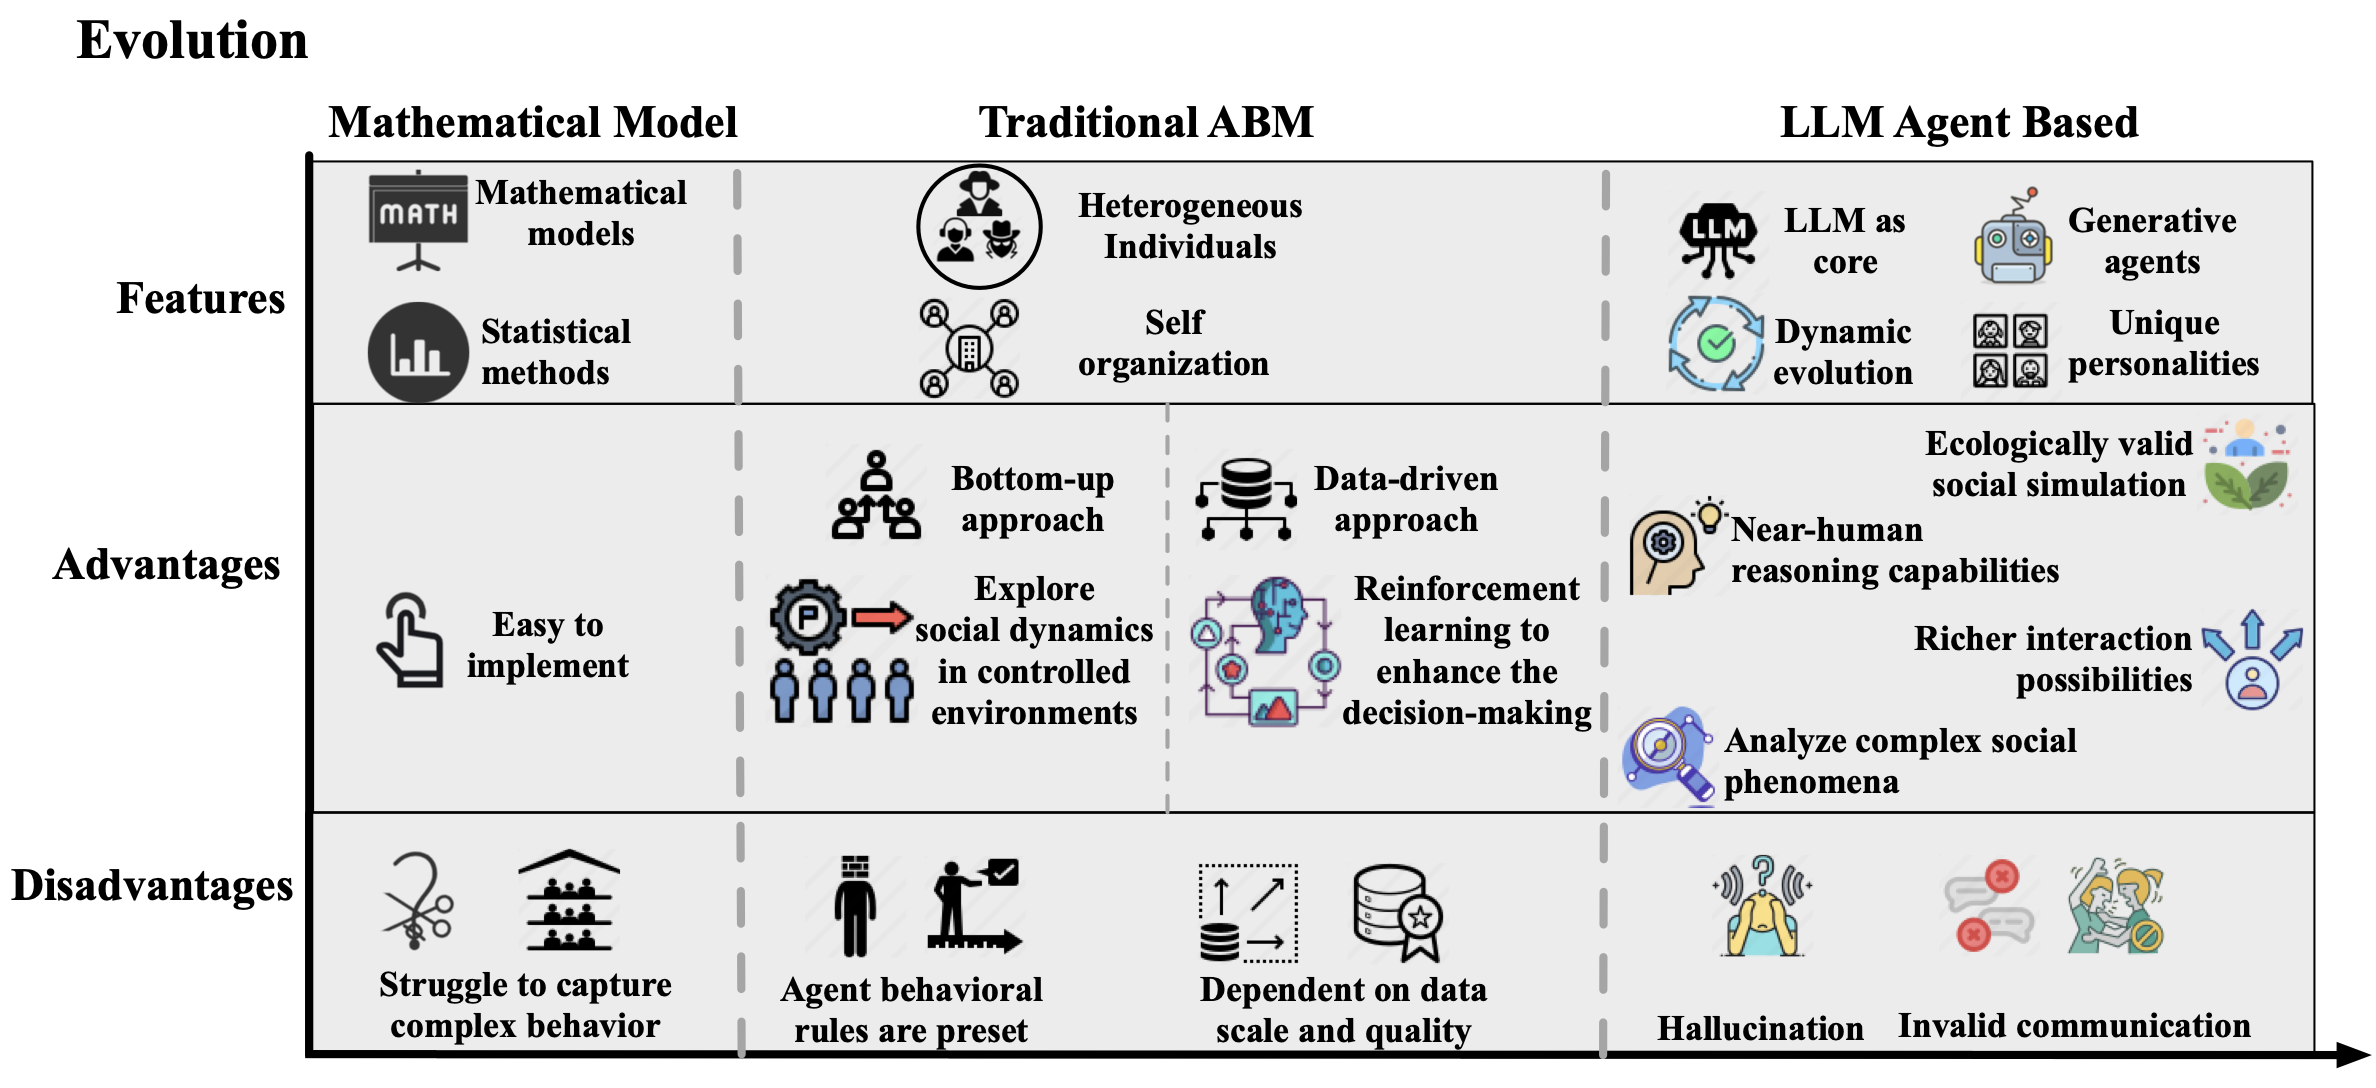 Evolution
Mathematical Model
Traditional ABM
LLM Agent Based
Features
MATH
Mathematical
models
Statistical
methods
Heterogeneous
Individuals
Self
organization
LLM
LLM as
core
Generative
agents
Dynamic
evolution
Unique
personalities
Advantages
Easy to
implement
Bottom-up
approach
P
Explore
social dynamics
in controlled
environments
Data-driven
approach
Reinforcement
learning to
enhance the
decision-making
Ecologically valid
social simulation
Near-human
reasoning capabilities
Richer interaction
possibilities
Analyze complex social
phenomena
Disadvantages
Struggle to capture
complex behavior
Agent behavioral
rules are preset
Dependent on data
scale and quality
?
Hallucination
Invalid communication